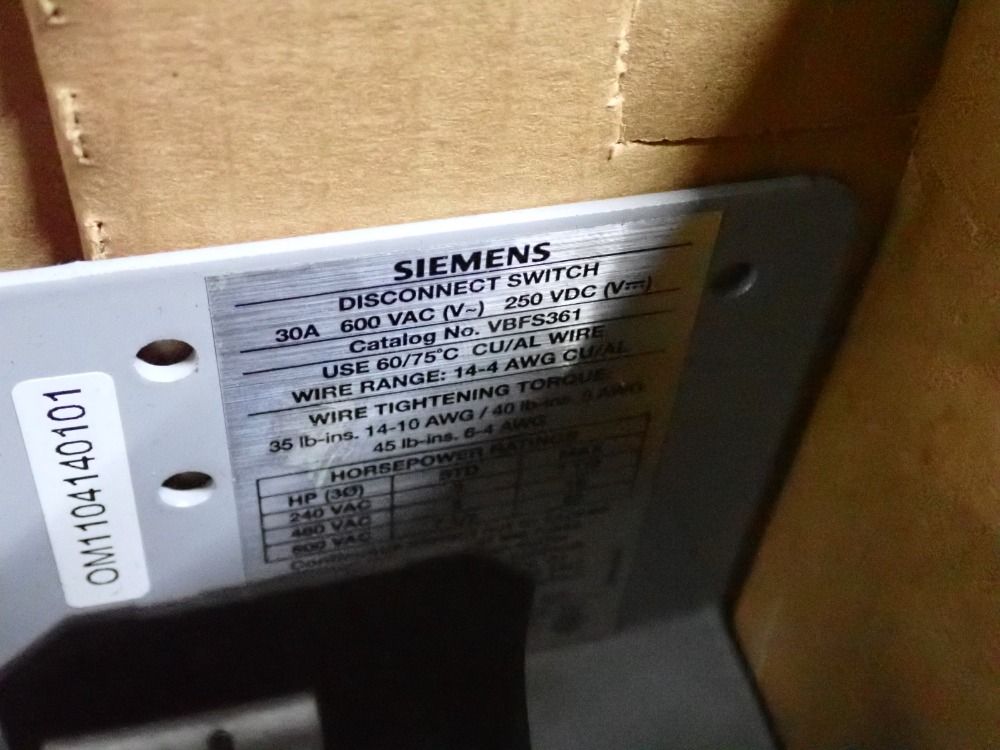 SIEMENS
DISCONNECT SWITCH
30A 600 VAC (V~) 250 VDC (V⎓)
Catalog No. VBFS361
USE 60/75°C CU/AL WIRE
WIRE RANGE: 14-4 AWG CU/AL
WIRE TIGHTENING TORQUE
35 lb-ins. 14-10 AWG / 40 lb-ins. 8 AWG
45 lb-ins. 6-4 AWG
HORSEPOWER RATINGS
HP (3Ø) STD MAX
240 VAC
480 VAC
600 VAC
OM1104140101